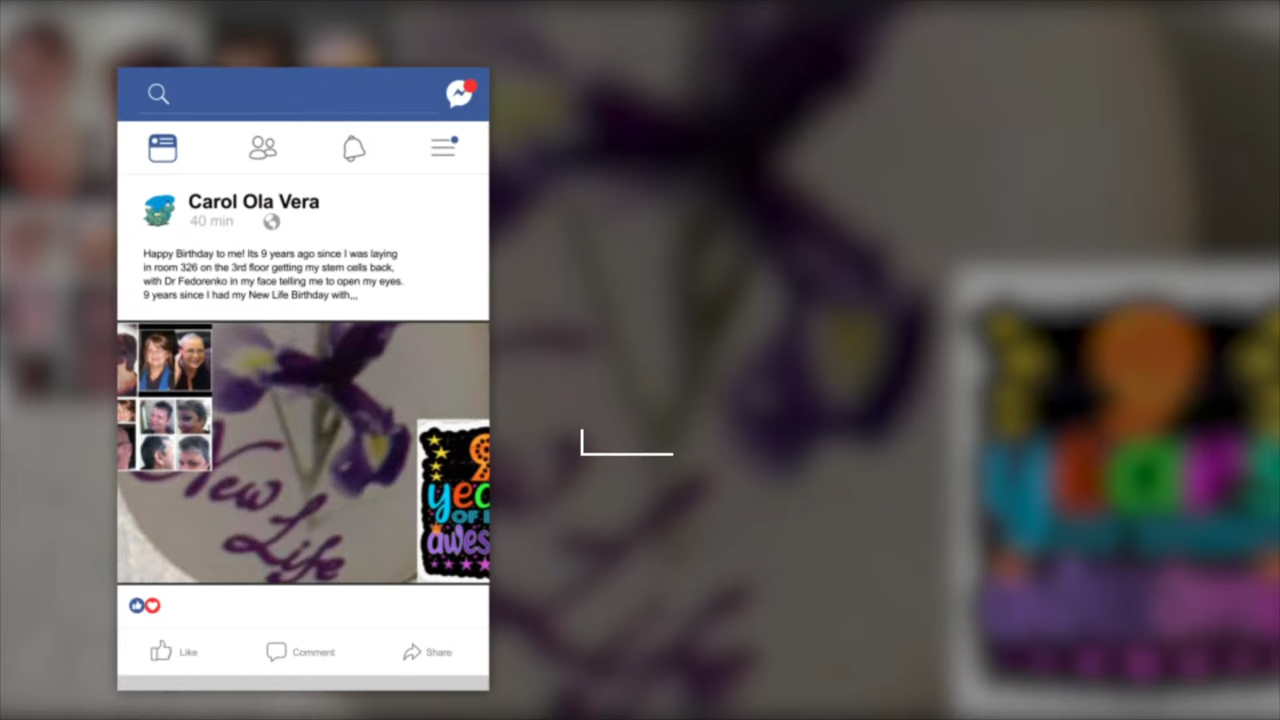 Carol Ola Vera
40 min
Happy Birthday to me! Its 9 years ago since I was laying
in room 326 on the 3rd floor getting my stem cells back,
with Dr Fedorenko in my face telling me to open my eyes.
9 years since I had my New Life Birthday with,,,
New
Life
9
yea
OF
awes
Like
Comment
Share